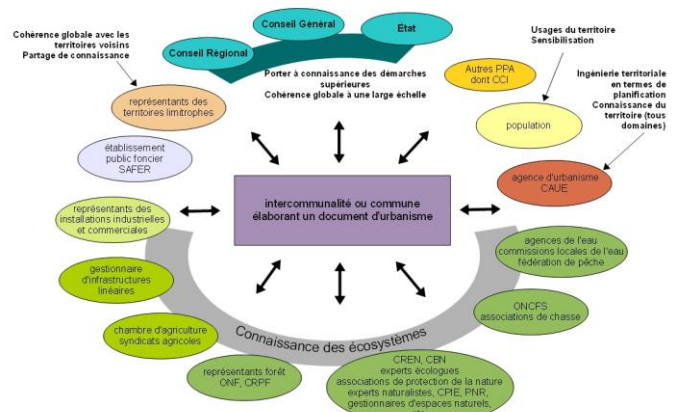 Cohérence globale avec les
territoires voisins
Partage de connaissance
Conseil Régional
Conseil Général
État
Porter à connaissance des démarches
supérieures
Cohérence globale à une large échelle
Usages du territoire
Sensibilisation
Autres PPA
dont CCI
Ingénierie territoriale
en termes de
planification
Connaissance du
territoire (tous
domaines)
représentants des
territoires limitrophes
population
établissement
public foncier
SAFER
agence d'urbanisme
CAUE
représentants des
installations industrielles
et commerciales
intercommunalité ou commune
élaborant un document d'urbanisme
agences de l'eau
commissions locales de l'eau
fédération de pêche
gestionnaire
d'infrastructures
linéaires
ONCFS
associations de chasse
chambre d'agriculture
syndicats agricoles
Connaissance des écosystèmes
représentants forêt
ONF, CRPF
CREN, CBN
experts écologues
associations de protection de la nature
experts naturalistes, CPIE, PNR,
gestionnaires d'espaces naturels,